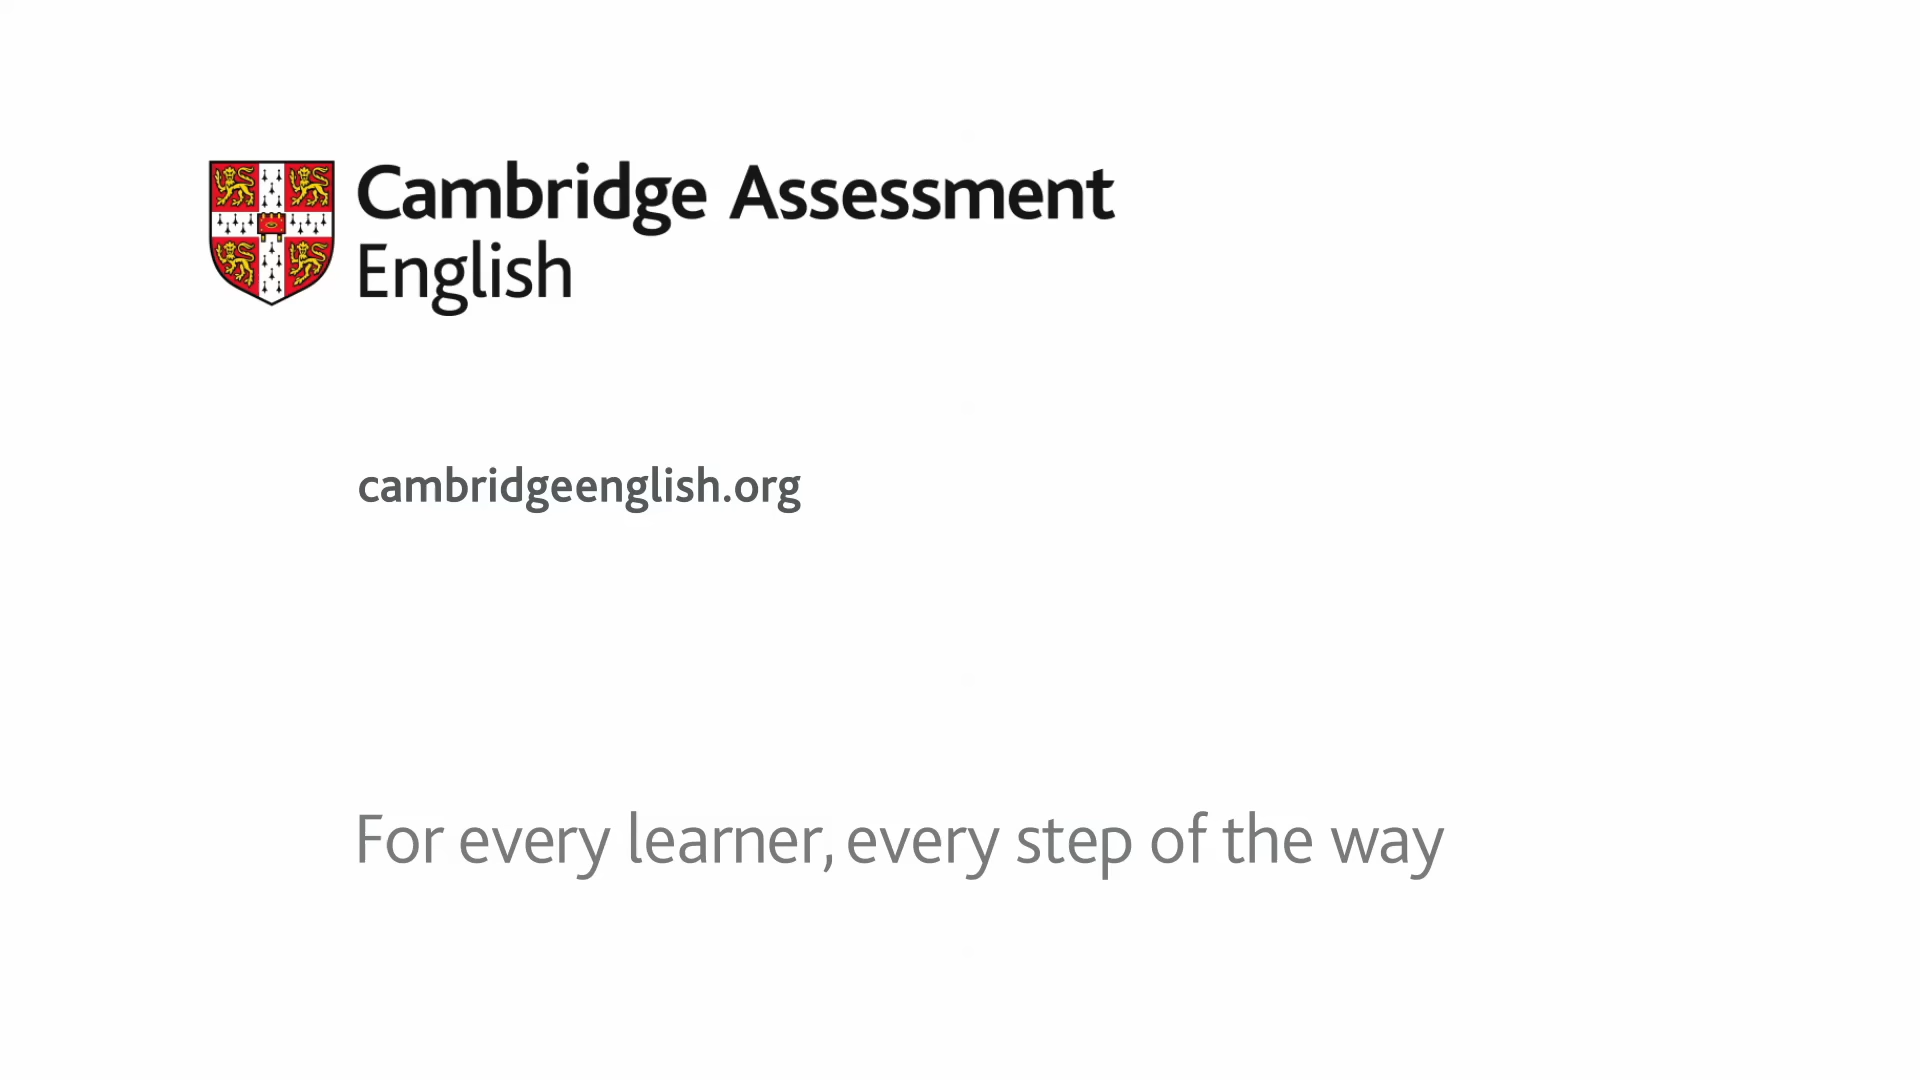 Cambridge Assessment
English
cambridgeenglish.org
For every learner, every step of the way